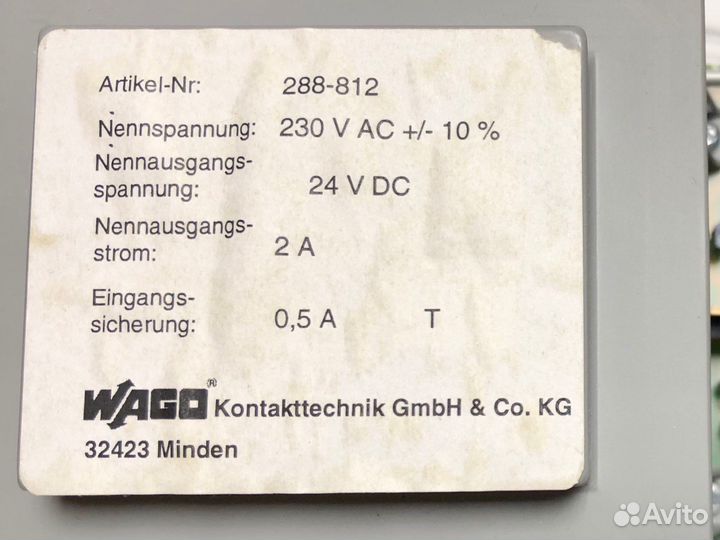 Artikel-Nr: 288-812
Nennspannung: 230 V AC +/- 10 %
Nennausgangs-
spannung: 24 V DC
Nennausgangs-
strom: 2 A
Eingangs-
sicherung: 0,5 A T
WAGO® Kontakttechnik GmbH & Co. KG
32423 Minden
Avito